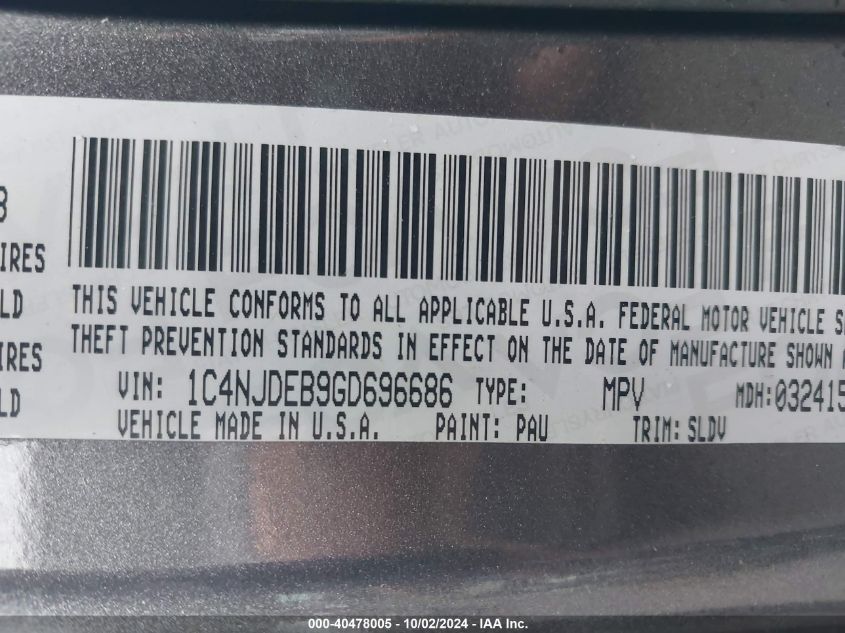 3
IRES
LD
IRES
LD
THIS VEHICLE CONFORMS TO ALL APPLICABLE U.S.A. FEDERAL MOTOR VEHICLE S
THEFT PREVENTION STANDARDS IN EFFECT ON THE DATE OF MANUFACTURE SHOWN
VIN: 1C4NJDEB9GD696686 TYPE: MPV MDH:032415
VEHICLE MADE IN U.S.A. PAINT: PAU TRIM: SLDV
000-40478005 - 10/02/2024 - IAA Inc.